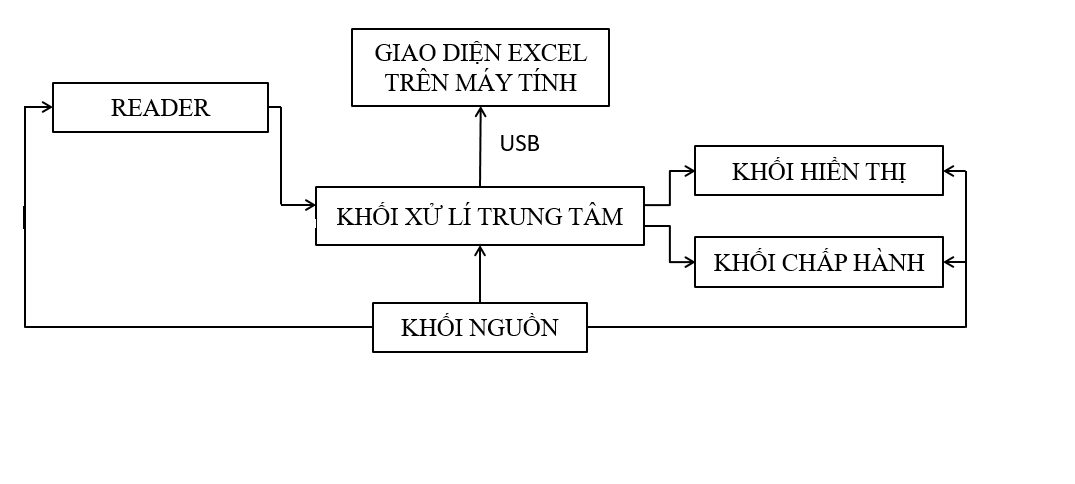 GIAO DIỆN EXCEL
TRÊN MÁY TÍNH
READER
USB
KHỐI HIỂN THỊ
KHỐI XỬ LÍ TRUNG TÂM
KHỐI CHẤP HÀNH
KHỐI NGUỒN